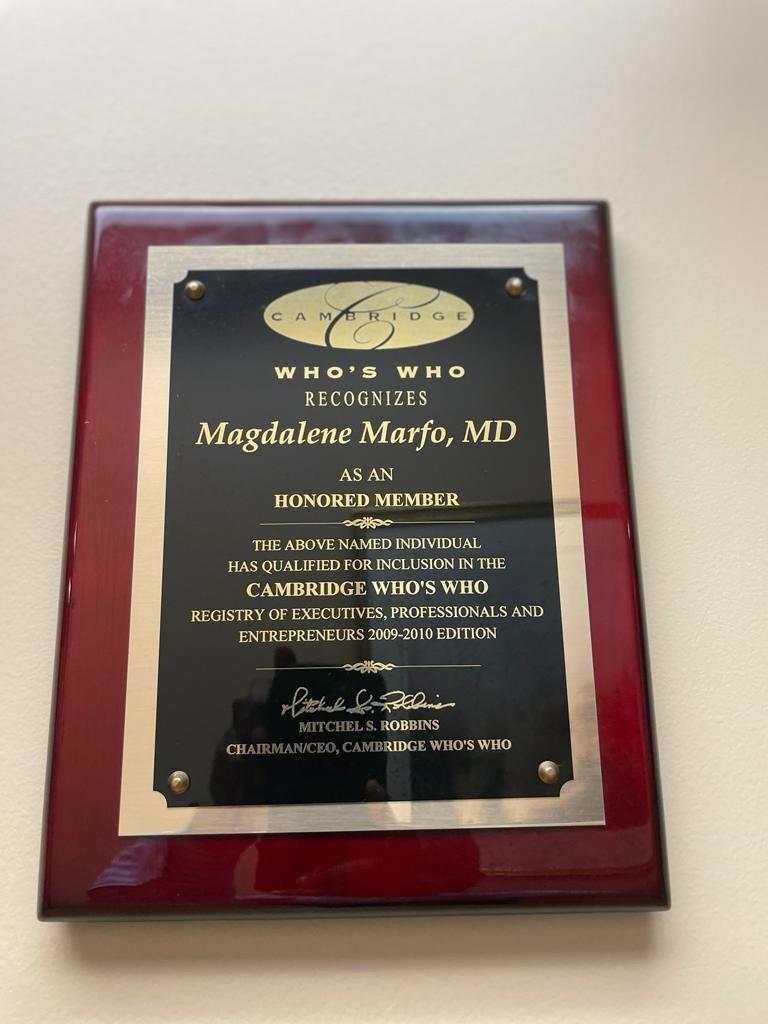 CAMBRIDGE
WHO'S WHO
RECOGNIZES
Magdalene Marfo, MD
AS AN
HONORED MEMBER
THE ABOVE NAMED INDIVIDUAL
HAS QUALIFIED FOR INCLUSION IN THE
CAMBRIDGE WHO'S WHO
REGISTRY OF EXECUTIVES, PROFESSIONALS AND
ENTREPRENEURS 2009-2010 EDITION
Mitchel S. Robbins
MITCHEL S. ROBBINS
CHAIRMAN/CEO, CAMBRIDGE WHO'S WHO